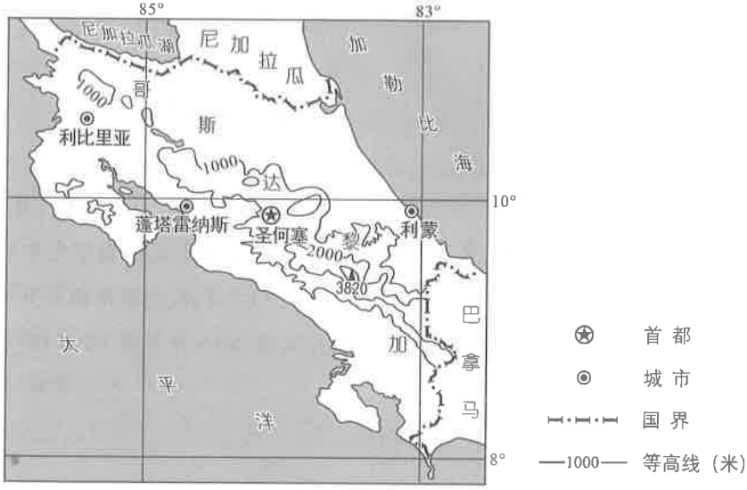 85° 83°
尼加拉瓜湖
尼加拉瓜
加勒比海
1000
哥斯达黎加
利比里亚
1000
10°
蓬塔雷纳斯
圣何塞
利蒙
2000
3820
巴拿马
太平洋
8°
首都
城市
国界
1000 等高线（米）